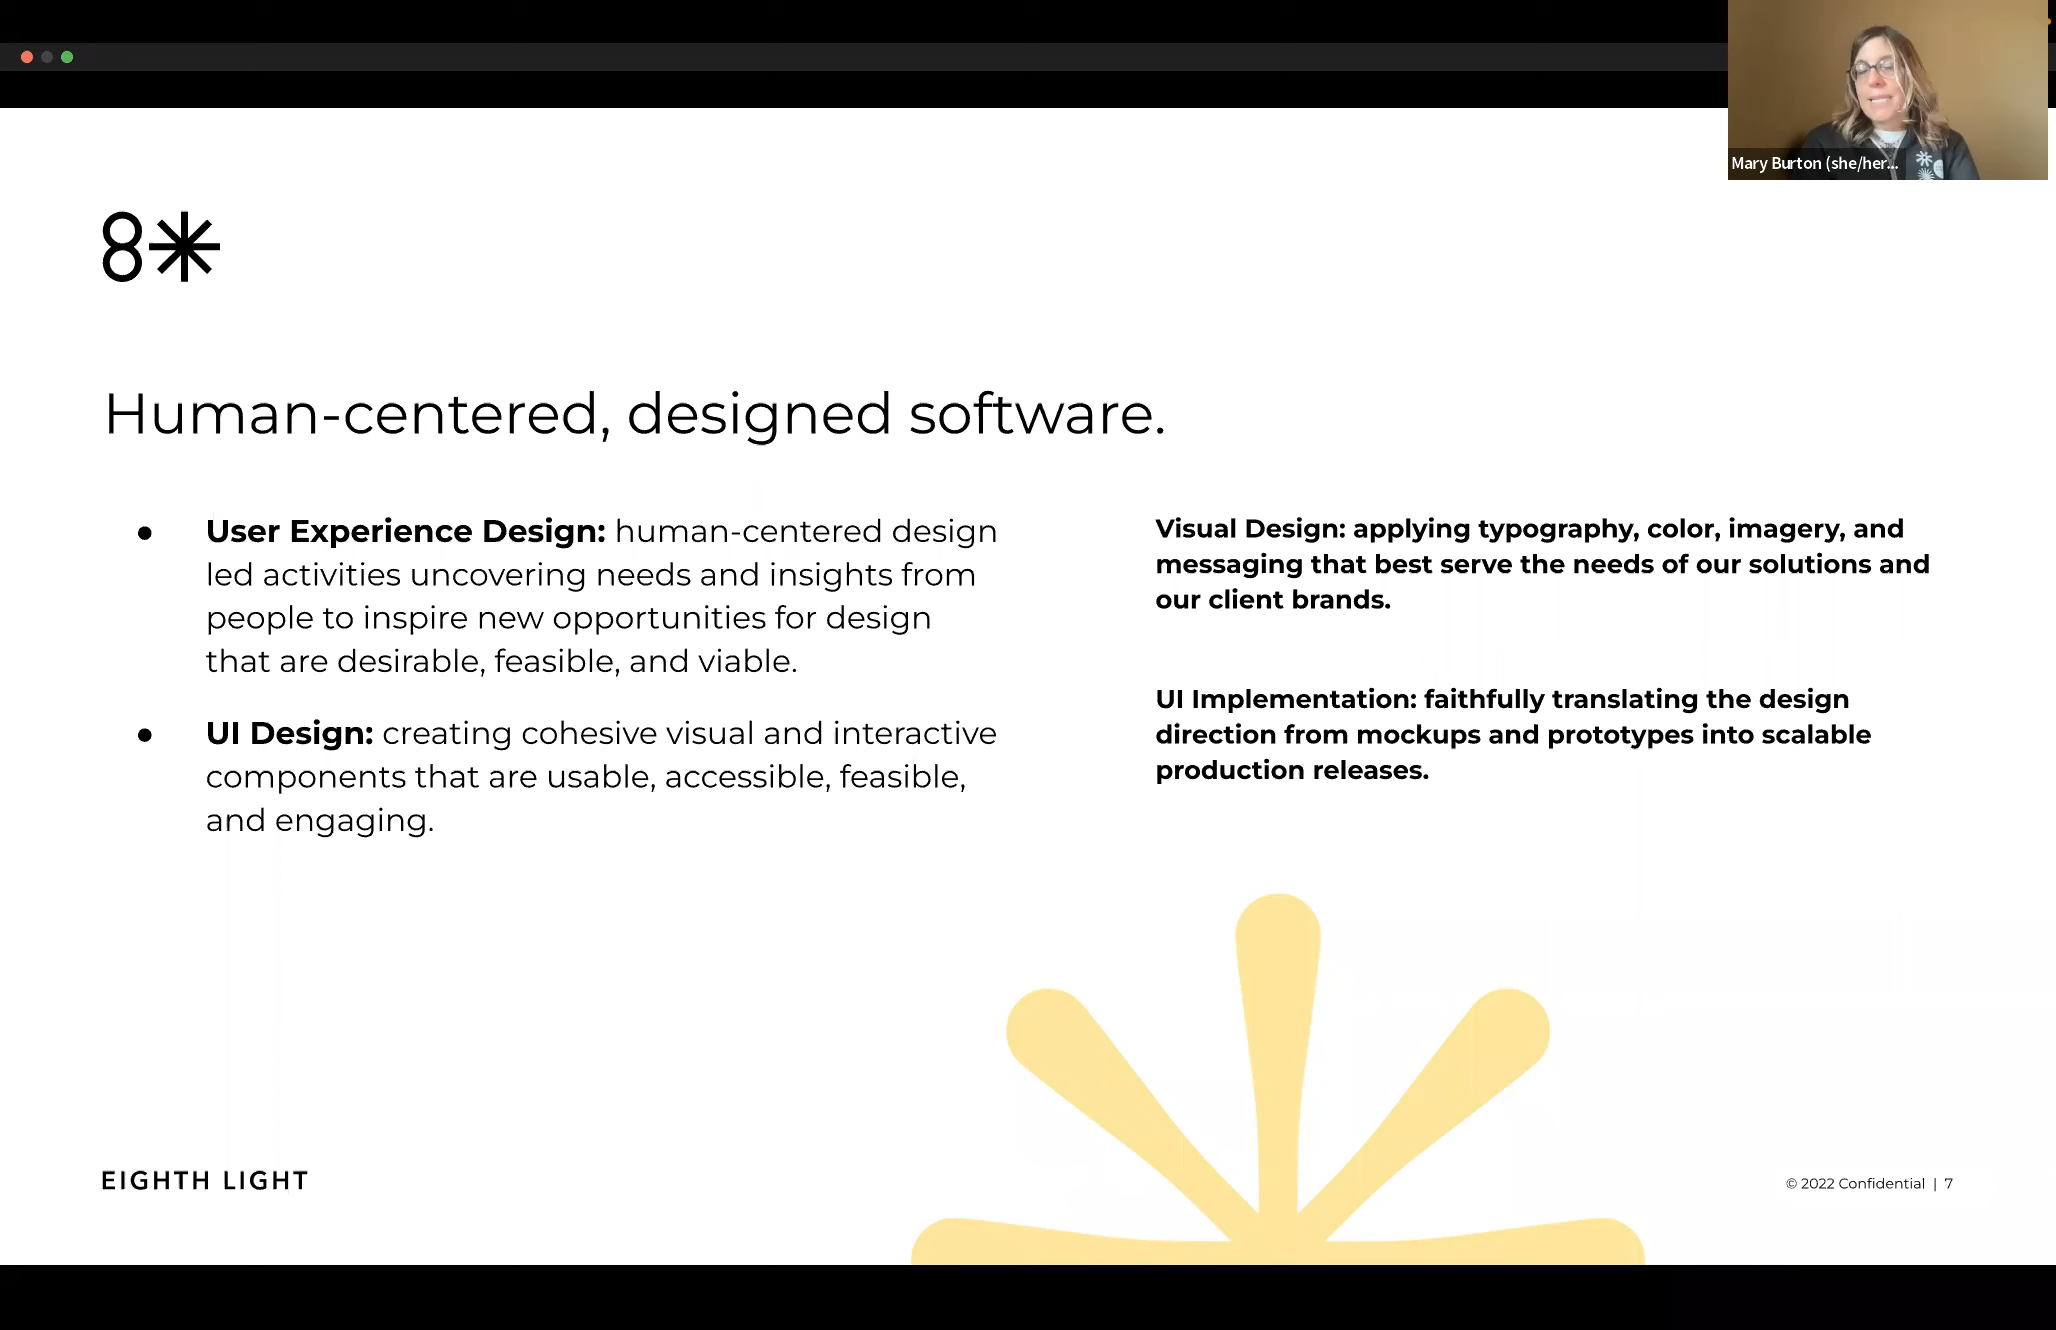 Mary Burton (she/her...
8*
Human-centered, designed software.
● User Experience Design: human-centered design
led activities uncovering needs and insights from
people to inspire new opportunities for design
that are desirable, feasible, and viable.
● UI Design: creating cohesive visual and interactive
components that are usable, accessible, feasible,
and engaging.
Visual Design: applying typography, color, imagery, and
messaging that best serve the needs of our solutions and
our client brands.
UI Implementation: faithfully translating the design
direction from mockups and prototypes into scalable
production releases.
EIGHTH LIGHT
© 2022 Confidential | 7